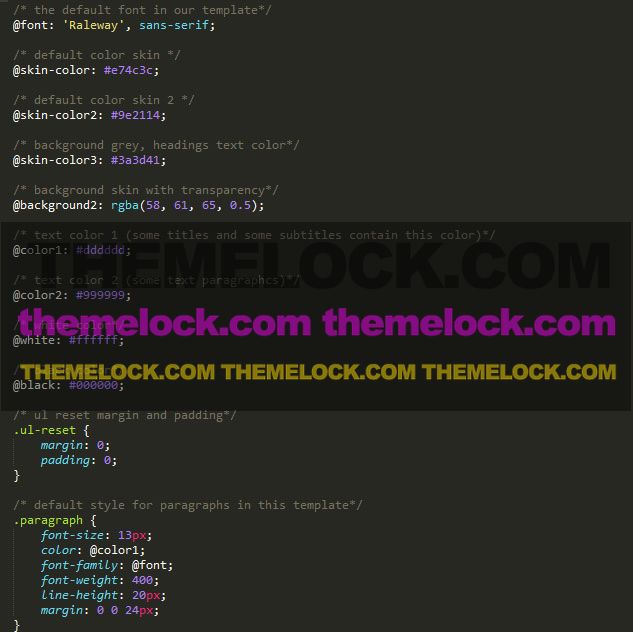 /* the default font in our template*/
@font: 'Raleway', sans-serif;
/* default color skin */
@skin-color: #e74c3c;
/* default color skin 2 */
@skin-color2: #9e2114;
/* background grey, headings text color*/
@skin-color3: #3a3d41;
/* background skin with transparency*/
@background2: rgba(58, 61, 65, 0.5);
/* text color 1 (some titles and some subtitles contain this color)*/
@color1: #dddddd;
THEMELOCK.COM
/* text color 2 (some text paragraphcs)*/
@color2: #999999;
/* white color*/
themelock.com themelock.com
@white: #ffffff;
THEMELOCK.COM THEMELOCK.COM THEMELOCK.COM
@black: #000000;
/* ul reset margin and padding*/
.ul-reset {
margin: 0;
padding: 0;
}
/* default style for paragraphs in this template*/
.paragraph {
font-size: 13px;
color: @color1;
font-family: @font;
font-weight: 400;
line-height: 20px;
margin: 0 0 24px;
}